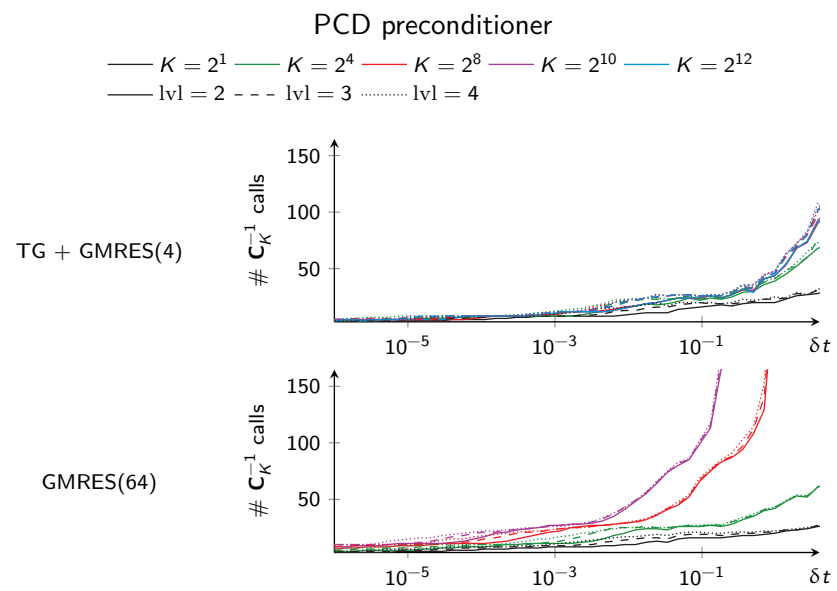 PCD preconditioner
K = 2^1 K = 2^4 K = 2^8 K = 2^10 K = 2^12
lvl = 2 lvl = 3 lvl = 4
TG + GMRES(4)
# C_K^{-1} calls
150
100
50
10^{-5} 10^{-3} 10^{-1} δt
GMRES(64)
# C_K^{-1} calls
150
100
50
10^{-5} 10^{-3} 10^{-1} δt